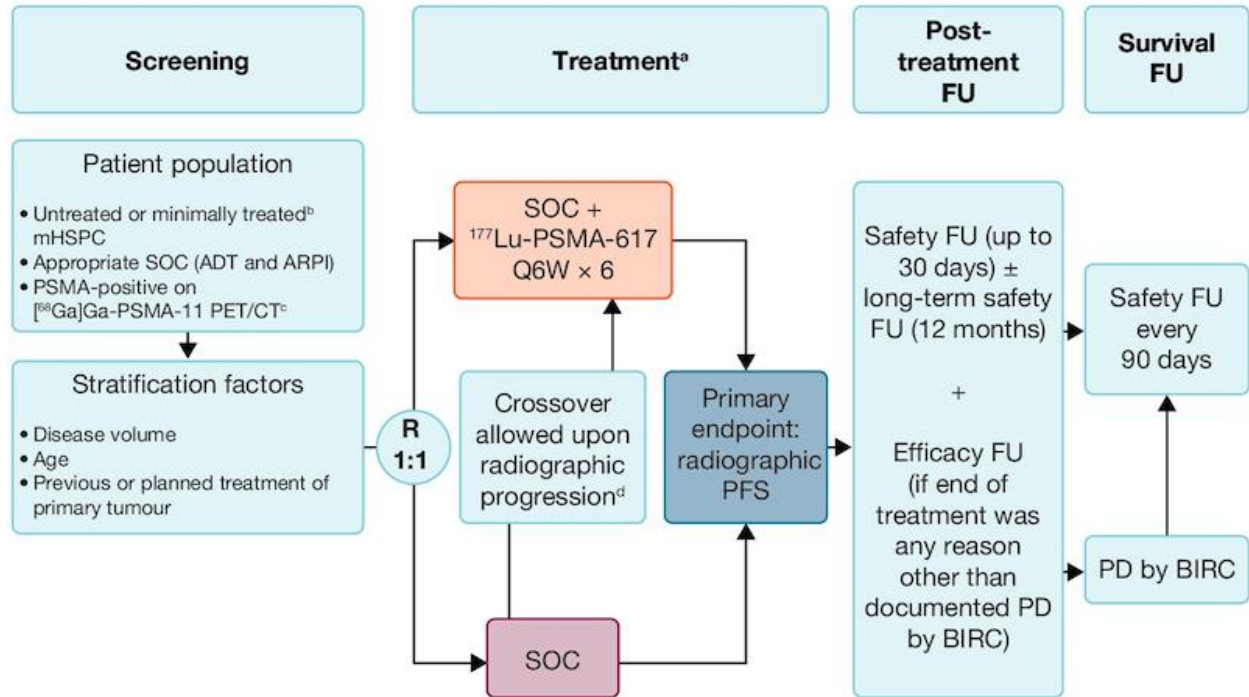 Screening
Treatmentᵃ
Post-
treatment
FU
Survival
FU
Patient population
• Untreated or minimally treatedᵇ
mHSPC
• Appropriate SOC (ADT and ARPI)
• PSMA-positive on
[⁶⁸Ga]Ga-PSMA-11 PET/CTᶜ
Stratification factors
• Disease volume
• Age
• Previous or planned treatment of
primary tumour
R
1:1
SOC +
¹⁷⁷Lu-PSMA-617
Q6W × 6
Crossover
allowed upon
radiographic
progressionᵈ
SOC
Primary
endpoint:
radiographic
PFS
Safety FU (up to
30 days) ±
long-term safety
FU (12 months)
+
Efficacy FU
(if end of
treatment was
any reason
other than
documented PD
by BIRC)
Safety FU
every
90 days
PD by BIRC